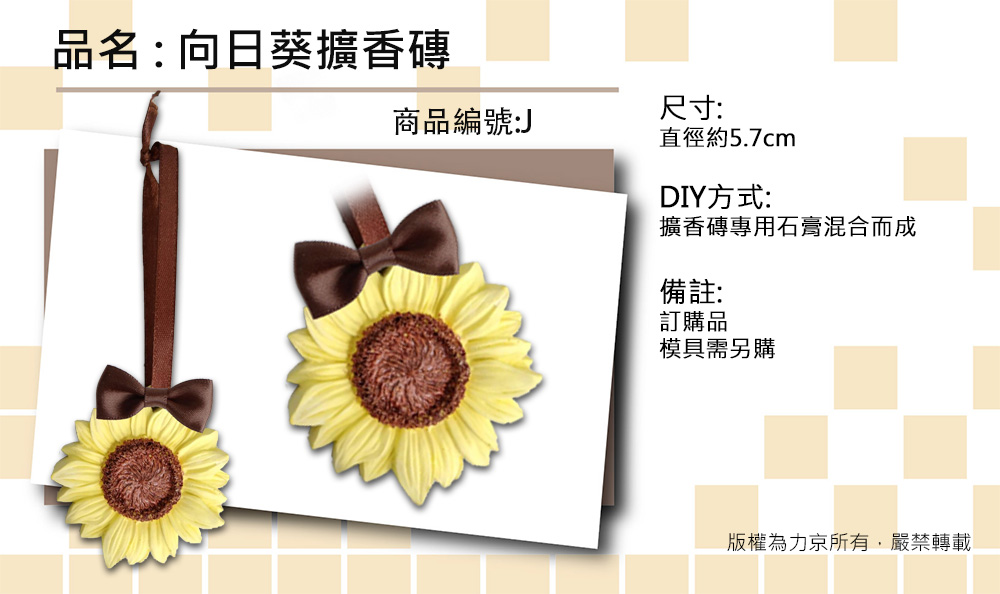 品名 : 向日葵擴香磚
商品編號:J
尺寸:
直徑約5.7cm
DIY方式:
擴香磚專用石膏混合而成
備註:
訂購品
模具需另購
版權為力京所有，嚴禁轉載